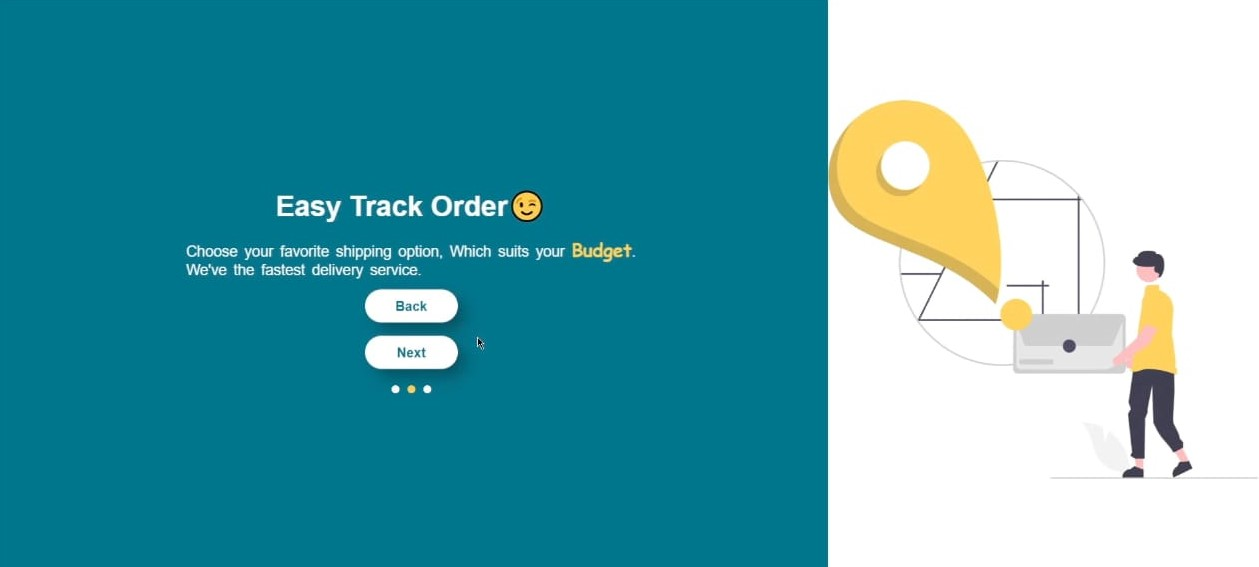 Easy Track Order😉
Choose your favorite shipping option, Which suits your Budget.
We've the fastest delivery service.
Back
Next